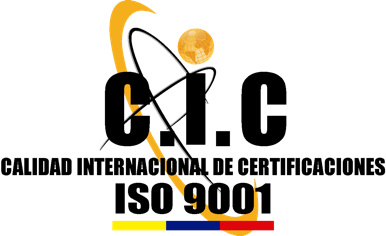 C.I.C
CALIDAD INTERNACIONAL DE CERTIFICACIONES
ISO 9001